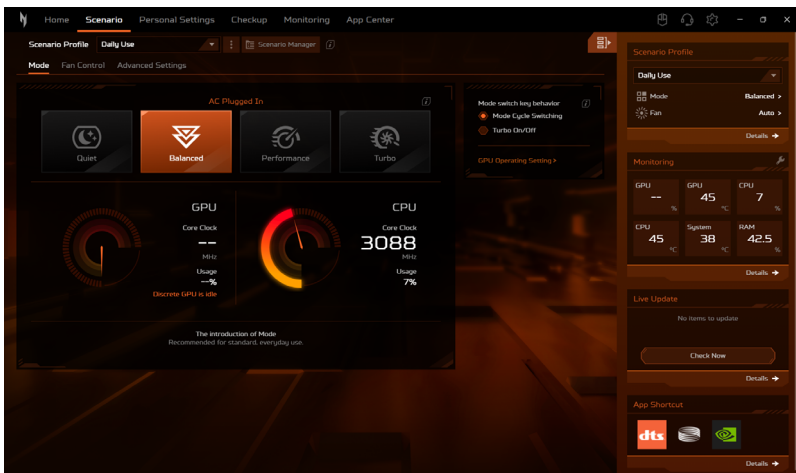 Home Scenario Personal Settings Checkup Monitoring App Center
Scenario Profile Daily Use Scenario Manager
Mode Fan Control Advanced Settings
AC Plugged In
Quiet Balanced Performance Turbo
GPU
Core Clock
--
MHz
Usage
--%
Discrete GPU is idle
CPU
Core Clock
3088
MHz
Usage
7%
The introduction of Mode
Recommended for standard, everyday use.
Mode switch key behavior
Mode Cycle Switching
Turbo On/Off
GPU Operating Setting >
Scenario Profile
Daily Use
Mode Balanced >
Fan Auto >
Details
Monitoring
GPU
--
%
GPU
45
°C
CPU
7
%
CPU
45
°C
System
38
°C
RAM
42.5
%
Details
Live Update
No items to update
Check Now
Details
App Shortcut
dts
Details